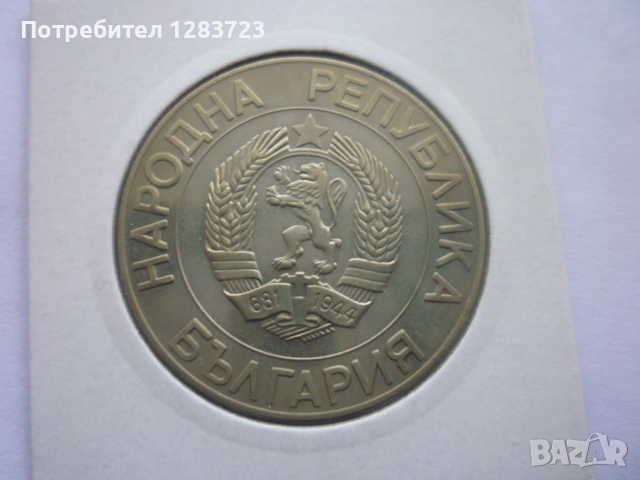 Потребител 1283723
НАРОДНА РЕПУБЛИКА
БЪЛГАРИЯ
681 1944
BAZAR